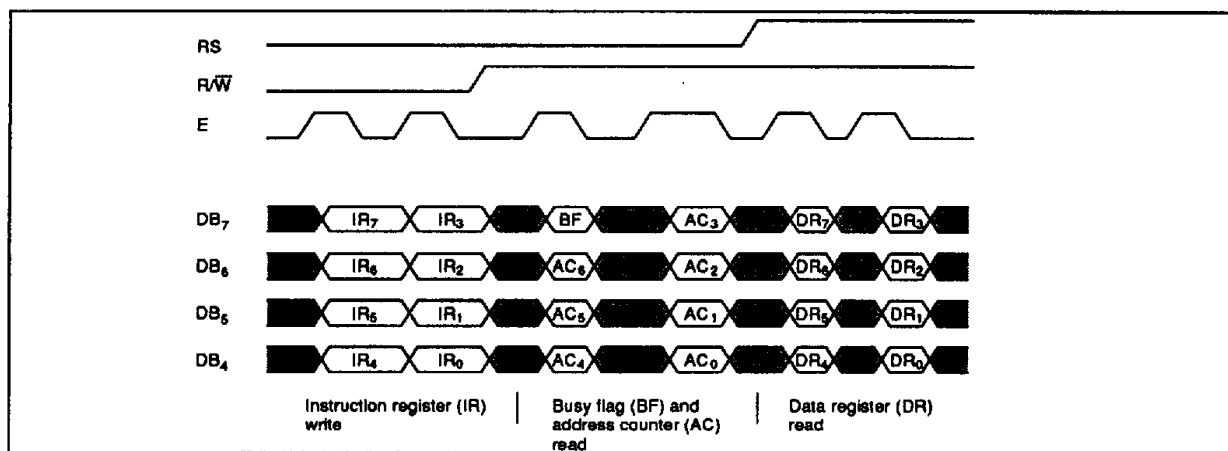 RS
R/W̅
E
DB₇ IR₇ IR₃ BF AC₃ DR₇ DR₃
DB₆ IR₆ IR₂ AC₆ AC₂ DR₆ DR₂
DB₅ IR₅ IR₁ AC₅ AC₁ DR₅ DR₁
DB₄ IR₄ IR₀ AC₄ AC₀ DR₄ DR₀
Instruction register (IR)
write
Busy flag (BF) and
address counter (AC)
read
Data register (DR)
read